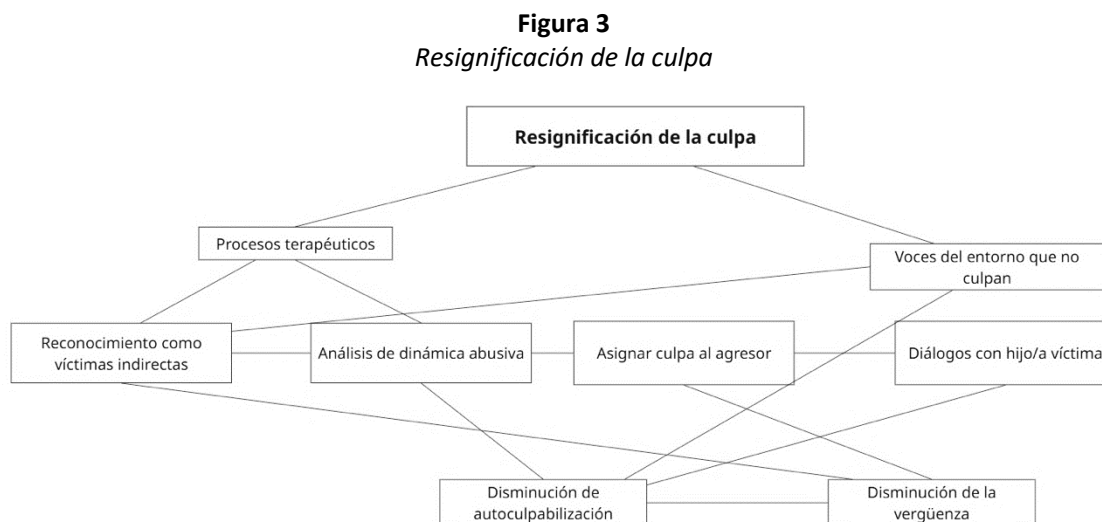 Figura 3
Resignificación de la culpa
Resignificación de la culpa
Procesos terapéuticos
Voces del entorno que no
culpan
Reconocimiento como
víctimas indirectas
Análisis de dinámica abusiva
Asignar culpa al agresor
Diálogos con hijo/a víctima
Disminución de
autoculpabilización
Disminución de la
vergüenza